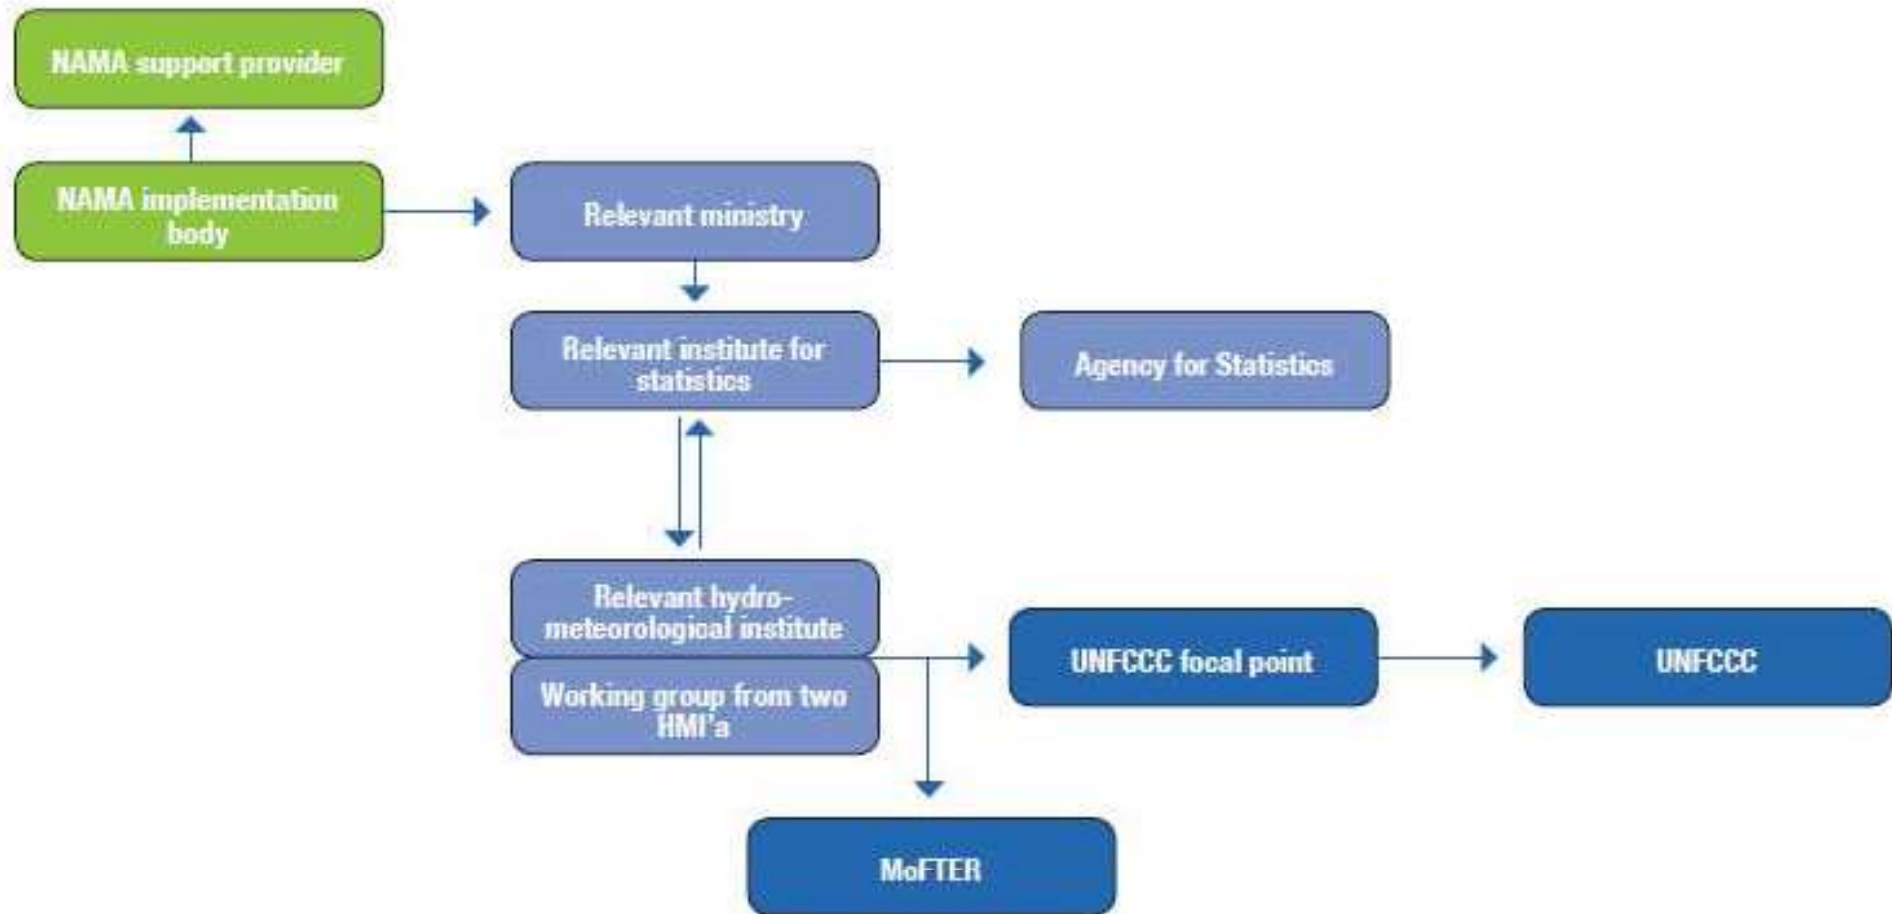 NAMA support provider
NAMA implementation
body
Relevant ministry
Relevant institute for
statistics
Agency for Statistics
Relevant hydro-
meteorological institute
Working group from two
HMI'a
UNFCCC focal point
UNFCCC
MoFTER